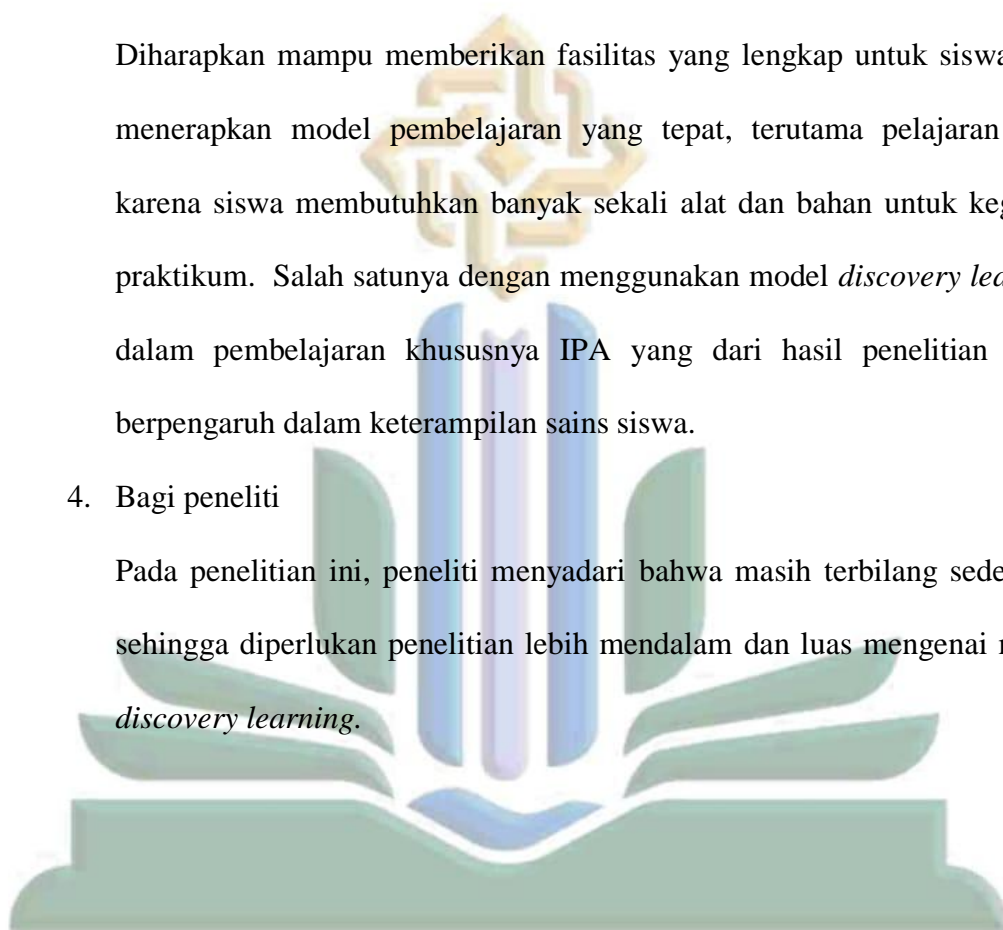 Diharapkan mampu memberikan fasilitas yang lengkap untuk siswa
menerapkan model pembelajaran yang tepat, terutama pelajaran
karena siswa membutuhkan banyak sekali alat dan bahan untuk
praktikum. Salah satunya dengan menggunakan model discovery
dalam pembelajaran khususnya IPA yang dari hasil penelitian
berpengaruh dalam keterampilan sains siswa.
4. Bagi peneliti
Pada penelitian ini, peneliti menyadari bahwa masih terbilang
sehingga diperlukan penelitian lebih mendalam dan luas mengenai
discovery learning.